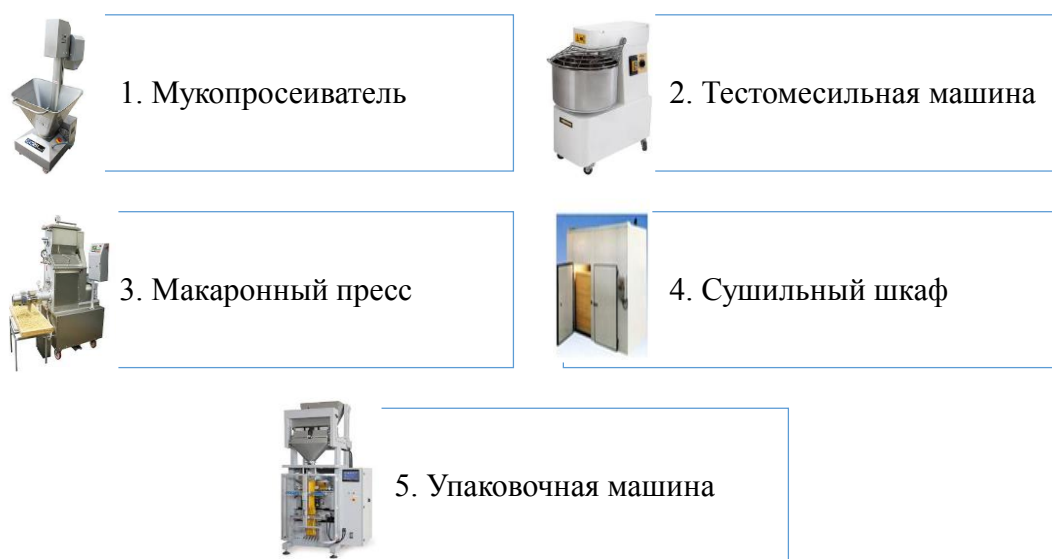 1. Мукопросеиватель
2. Тестомесильная машина
3. Макаронный пресс
4. Сушильный шкаф
5. Упаковочная машина